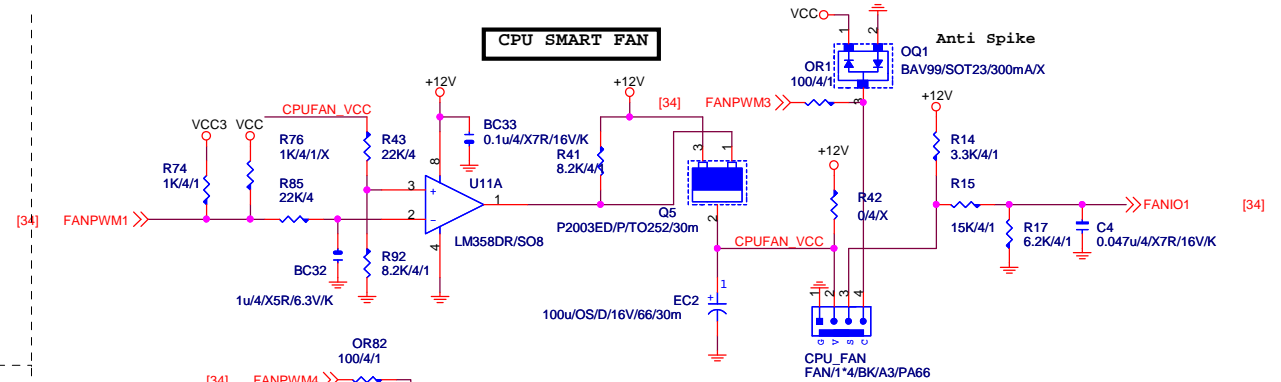 CPU SMART FAN
VCC
1
2
Anti Spike
OQ1
BAV99/SOT23/300mA/X
OR1
100/4/1
3
[34] FANPWM3
+12V
+12V
+12V
CPUFAN_VCC
VCC3
VCC
R76
1K/4/1/X
R43
22K/4
BC33
0.1u/4/X7R/16V/K
R41
8.2K/4/1
3
1
R14
3.3K/4/1
+12V
R74
1K/4/1
R85
22K/4
8
3
+
U11A
1
2
-
4
LM358DR/SO8
[34] FANPWM1
Q5
P2003ED/P/TO252/30m
2
R42
0/4/X
R15
15K/4/1
FANIO1 [34]
R17
6.2K/4/1
C4
0.047u/4/X7R/16V/K
CPUFAN_VCC
BC32
1u/4/X5R/6.3V/K
R92
8.2K/4/1
1
+
EC2
100u/OS/D/16V/66/30m
1
2
3
4
G
V
S
C
CPU_FAN
FAN/1*4/BK/A3/PA66
OR82
100/4/1
[34] FANPWM4